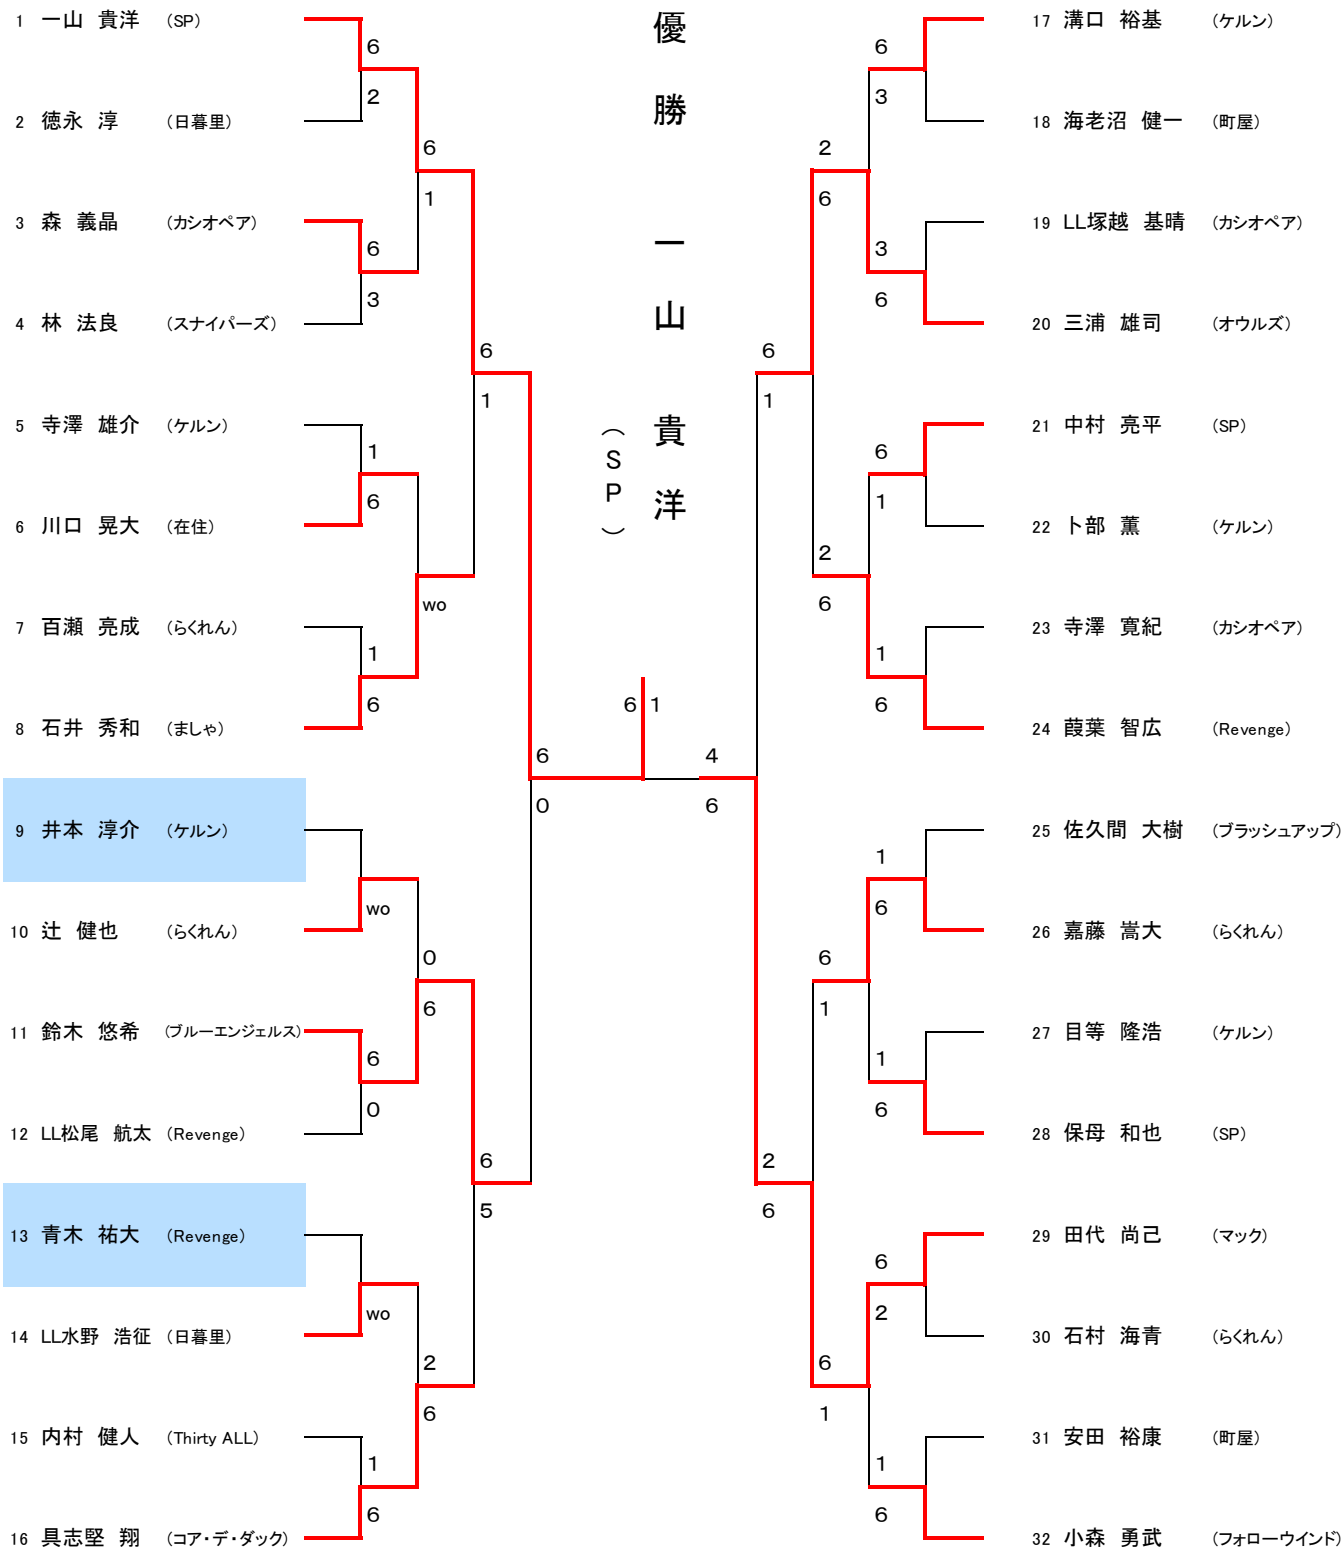 優勝 一山 貴洋
（SP）
1 一山 貴洋 （SP）
6
2
2 徳永 淳 （日暮里）
6
1
3 森 義晶 （カシオペア）
6
3
4 林 法良 （スナイパーズ）
6
1
5 寺澤 雄介 （ケルン）
1
6
6 川口 晃大 （在住）
wo
7 百瀬 亮成 （らくれん）
1
6
8 石井 秀和 （ましゃ）
6
0
9 井本 淳介 （ケルン）
wo
10 辻 健也 （らくれん）
0
6
11 鈴木 悠希 （ブルーエンジェルス）
6
0
12 LL松尾 航太 （Revenge）
6
5
13 青木 祐大 （Revenge）
wo
14 LL水野 浩征 （日暮里）
2
6
15 内村 健人 （Thirty ALL）
1
6
16 具志堅 翔 （コア・デ・ダック）
6 1
17 溝口 裕基 （ケルン）
6
3
18 海老沼 健一 （町屋）
2
6
19 LL塚越 基晴 （カシオペア）
3
6
20 三浦 雄司 （オウルズ）
6
1
21 中村 亮平 （SP）
6
1
22 卜部 薫 （ケルン）
2
6
23 寺澤 寛紀 （カシオペア）
1
6
24 葭葉 智広 （Revenge）
4
6
25 佐久間 大樹 （ブラッシュアップ）
1
6
26 嘉藤 嵩大 （らくれん）
6
1
27 目等 隆浩 （ケルン）
1
6
28 保母 和也 （SP）
2
6
29 田代 尚己 （マック）
6
2
30 石村 海青 （らくれん）
6
1
31 安田 裕康 （町屋）
1
6
32 小森 勇武 （フォローウインド）